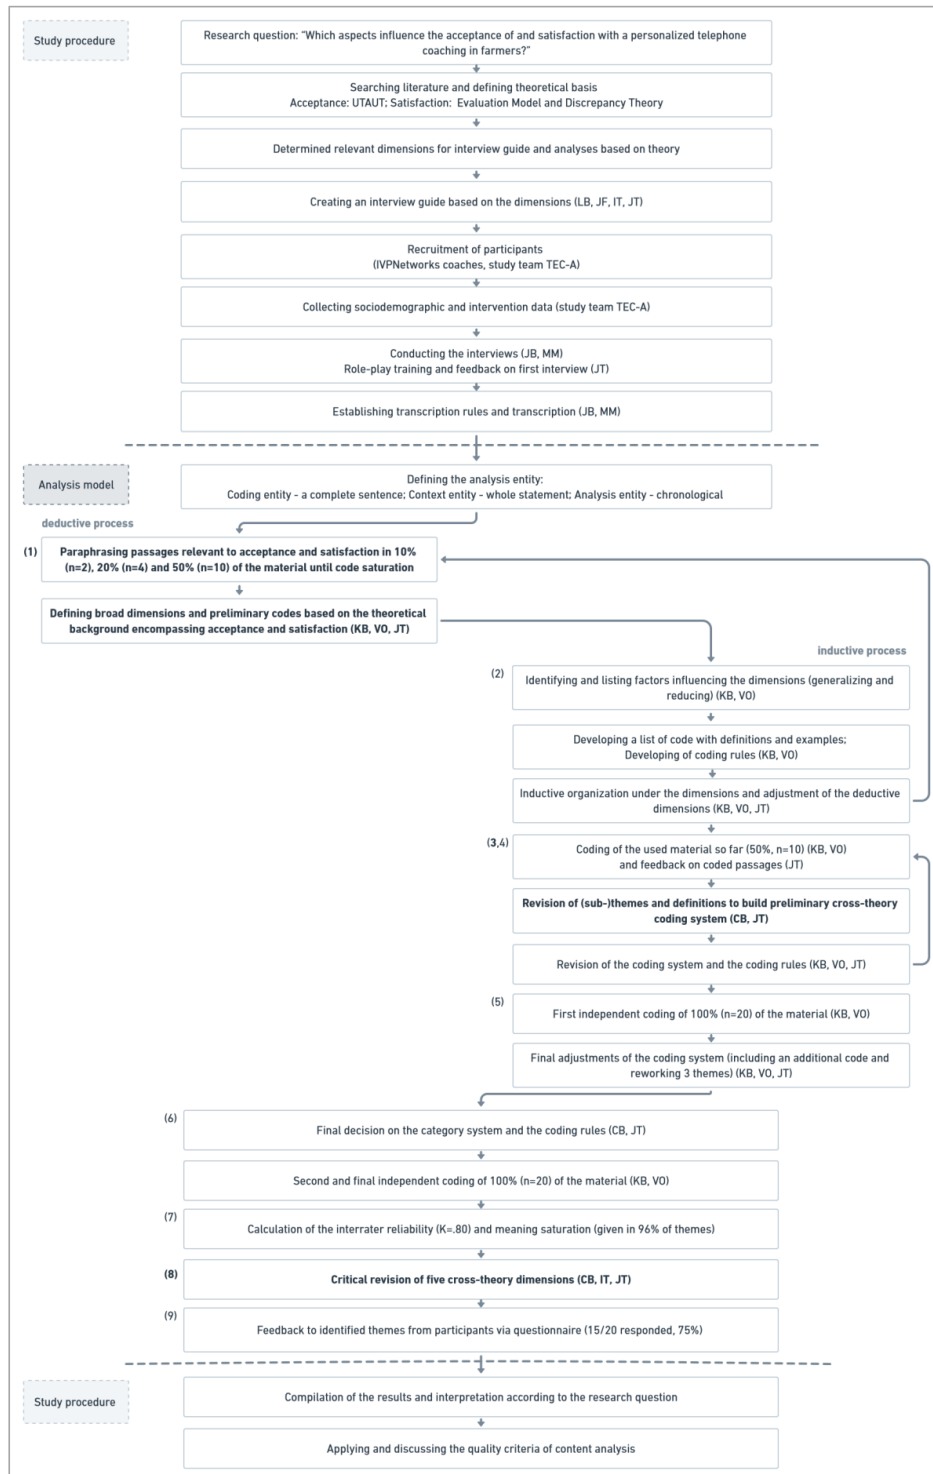 Study procedure
Research question: "Which aspects influence the acceptance of and satisfaction with a personalized telephone
coaching in farmers?"
Searching literature and defining theoretical basis
Acceptance: UTAUT; Satisfaction: Evaluation Model and Discrepancy Theory
Determined relevant dimensions for interview guide and analyses based on theory
Creating an interview guide based on the dimensions (LB, JF, IT, JT)
Recruitment of participants
(IVPNetworks coaches, study team TEC-A)
Collecting sociodemographic and intervention data (study team TEC-A)
Conducting the interviews (JB, MM)
Role-play training and feedback on first interview (JT)
Establishing transcription rules and transcription (JB, MM)
Analysis model
Defining the analysis entity:
Coding entity - a complete sentence; Context entity - whole statement; Analysis entity - chronological
deductive process
(1)
Paraphrasing passages relevant to acceptance and satisfaction in 10%
(n=2), 20% (n=4) and 50% (n=10) of the material until code saturation
Defining broad dimensions and preliminary codes based on the theoretical
background encompassing acceptance and satisfaction (KB, VO, JT)
inductive process
(2)
Identifying and listing factors influencing the dimensions (generalizing and
reducing) (KB, VO)
Developing a list of code with definitions and examples;
Developing of coding rules (KB, VO)
Inductive organization under the dimensions and adjustment of the deductive
dimensions (KB, VO, JT)
(3,4)
Coding of the used material so far (50%, n=10) (KB, VO)
and feedback on coded passages (JT)
Revision of (sub-)themes and definitions to build preliminary cross-theory
coding system (CB, JT)
Revision of the coding system and the coding rules (KB, VO, JT)
(5)
First independent coding of 100% (n=20) of the material (KB, VO)
Final adjustments of the coding system (including an additional code and
reworking 3 themes) (KB, VO, JT)
(6)
Final decision on the category system and the coding rules (CB, JT)
Second and final independent coding of 100% (n=20) of the material (KB, VO)
(7)
Calculation of the interrater reliability (K=.80) and meaning saturation (given in 96% of themes)
(8)
Critical revision of five cross-theory dimensions (CB, IT, JT)
(9)
Feedback to identified themes from participants via questionnaire (15/20 responded, 75%)
Study procedure
Compilation of the results and interpretation according to the research question
Applying and discussing the quality criteria of content analysis